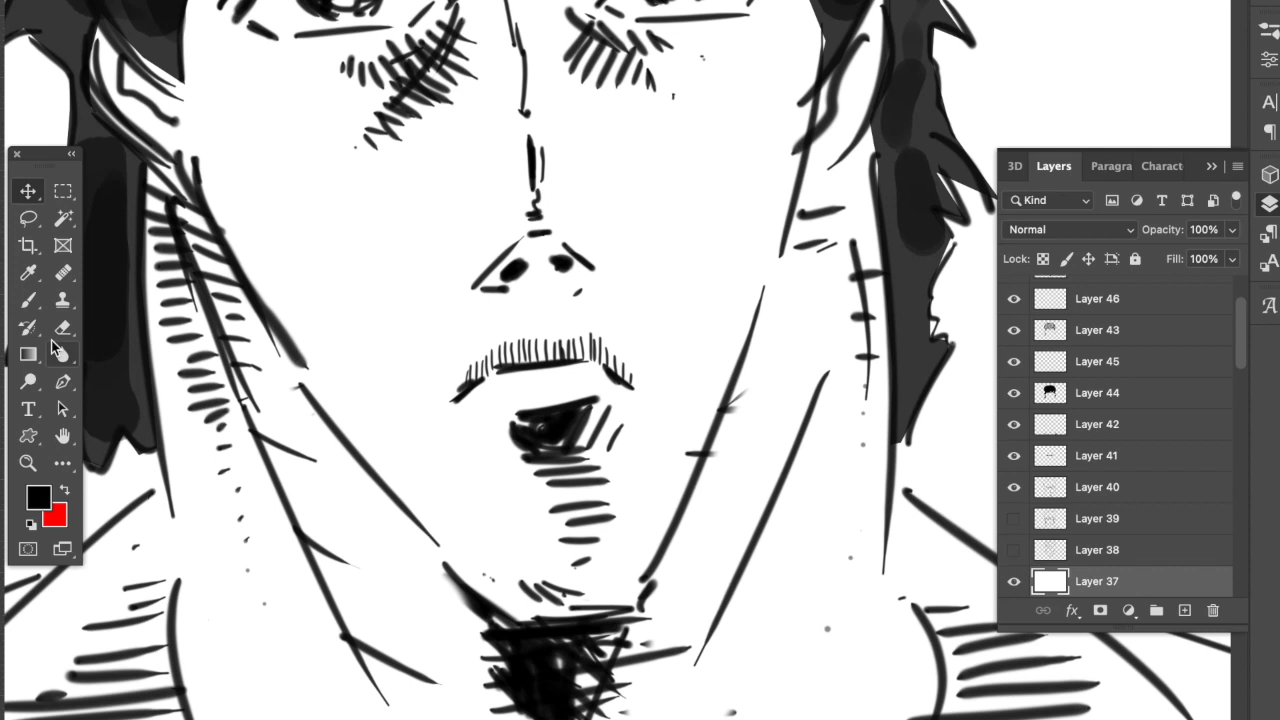 3D Layers Paragra Charact
Kind
Normal Opacity: 100%
Lock: Fill: 100%
Layer 46
Layer 43
Layer 45
Layer 44
Layer 42
Layer 41
Layer 40
Layer 39
Layer 38
Layer 37
fx